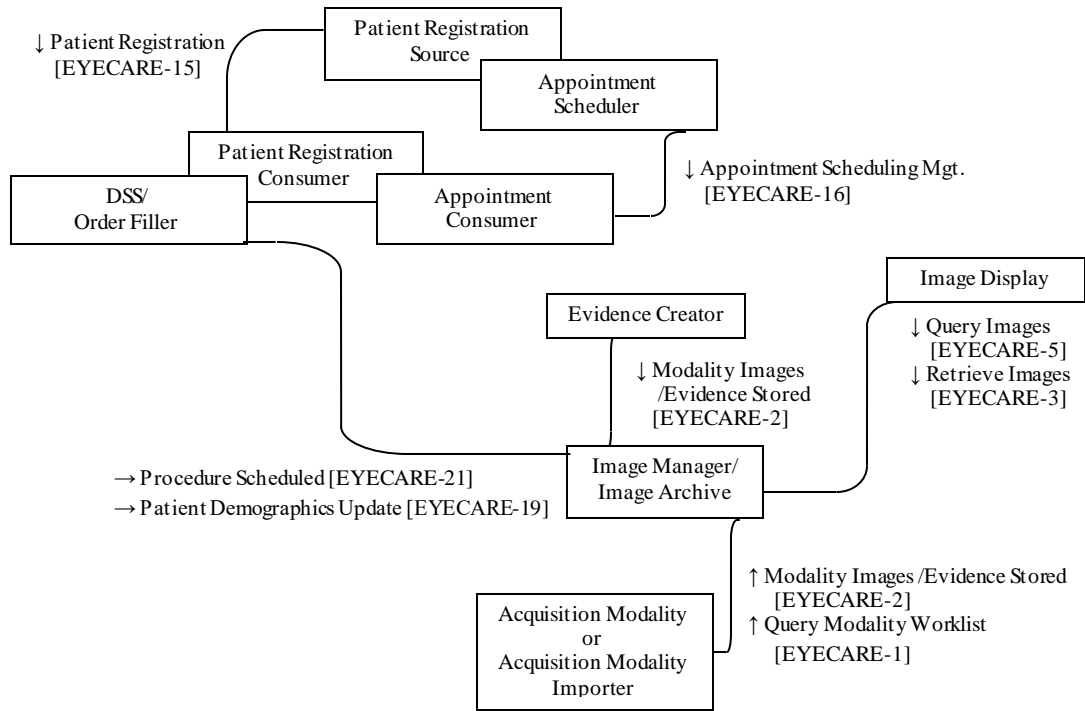 Patient Registration
Source
↓ Patient Registration
[EYECARE-15]
Appointment
Scheduler
Patient Registration
Consumer
↓ Appointment Scheduling Mgt.
[EYECARE-16]
DSS/
Order Filler
Appointment
Consumer
Image Display
Evidence Creator
↓ Query Images
[EYECARE-5]
↓ Retrieve Images
[EYECARE-3]
↓ Modality Images
/Evidence Stored
[EYECARE-2]
→ Procedure Scheduled [EYECARE-21]
→ Patient Demographics Update [EYECARE-19]
Image Manager/
Image Archive
↑ Modality Images /Evidence Stored
[EYECARE-2]
↑ Query Modality Worklist
[EYECARE-1]
Acquisition Modality
or
Acquisition Modality
Importer